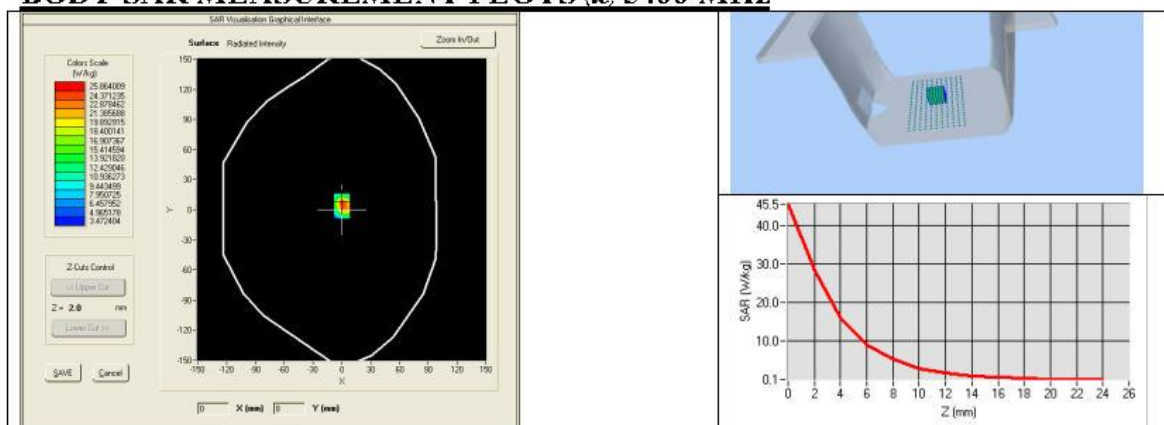 BODY SAR MEASUREMENT PLOTS @ 5400 MHz
SAR Visualisation Graphical Interface
Surface Radiated Intensity
Zoom In/Out
Colors Scale
(W/kg)
25.864009
24.371235
22.878462
21.385688
19.892915
18.400141
16.907367
15.414594
13.921820
12.429046
10.936273
9.443499
7.950725
6.457952
4.965178
3.472404
Z-Cuts Control
<< Upper Cut
Z = 2.0 mm
Lower Cut >>
SAVE Cancel
150
120
90
60
30
0
-30
-60
-90
-120
-150
Y
-150 -120 -90 -60 -30 0 30 60 90 120 150
X
0 X (mm) 8 Y (mm)
45.5
40.0
30.0
20.0
10.0
0.1
SAR (W/kg)
0 2 4 6 8 10 12 14 16 18 20 22 24 26
Z (mm)